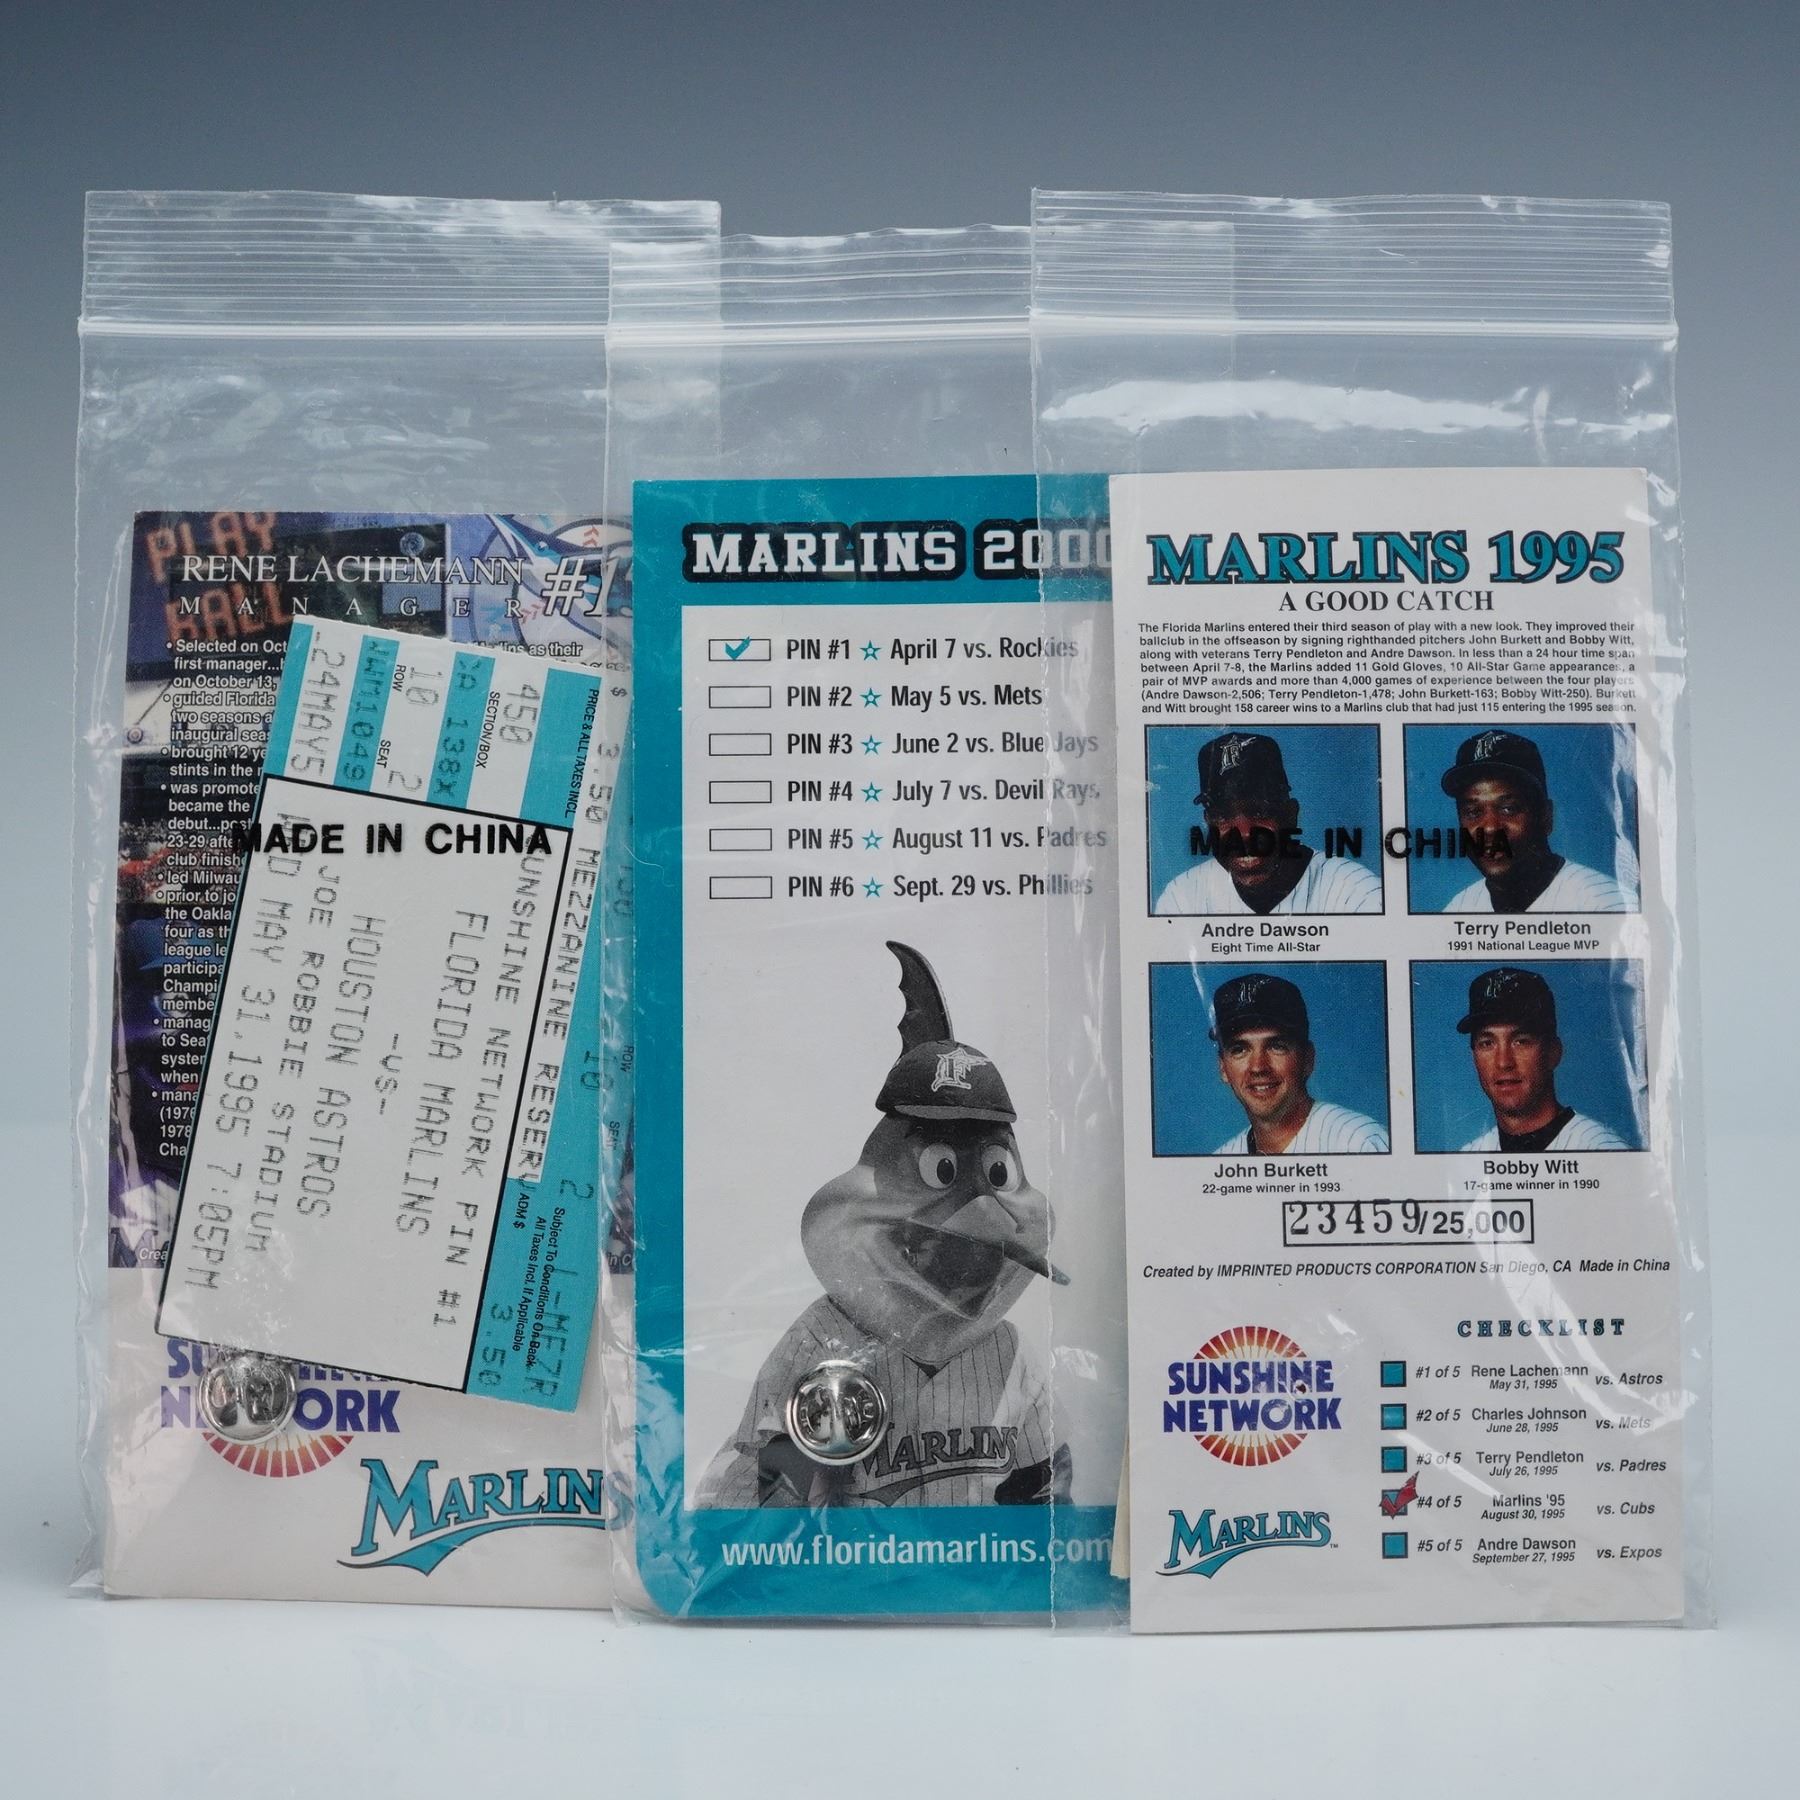 PLAY
BALL
RENE LACHEMANN
MANAGER
• Selected on Oct
first manager...
on October 13,
• guided Florida
two seasons a
inaugural seas
• brought 12 ye
stints in the
• was promote
became the
debut...post
23-29 afte
club finish
• led Milwau
• prior to jo
the Oakla
four as th
league le
participa
Champi
membe
• manag
to Sea
system
when
• mana
(1976
1978
Cha
as their
24MAY5
ROW
10
SEAT
2
SECTION/BOX
450
138X
PRICE & ALL TAXES INCL
$ 3.50
MEZZANINE RESERV
SUNSHINE NETWORK PIN #1
FLORIDA MARLINS
-VS-
HOUSTON ASTROS
JOE ROBBIE STADIUM
WED MAY 31,1995 7:05PM
ADM $
3.50
Subject To Conditions On Back
All Taxes Incl. If Applicable
ROW
10
SEAT
2
MADE IN CHINA
NETWORK
MARLINS
MARLINS 2000
PIN #1 ☆ April 7 vs. Rockies
PIN #2 ☆ May 5 vs. Mets
PIN #3 ☆ June 2 vs. Blue Jays
PIN #4 ☆ July 7 vs. Devil Rays
PIN #5 ☆ August 11 vs. Padres
PIN #6 ☆ Sept. 29 vs. Phillies
F
MARLINS
www.floridamarlins.com
MARLINS 1995
A GOOD CATCH
The Florida Marlins entered their third season of play with a new look. They improved their
ballclub in the offseason by signing righthanded pitchers John Burkett and Bobby Witt,
along with veterans Terry Pendleton and Andre Dawson. In less than a 24 hour time span
between April 7-8, the Marlins added 11 Gold Gloves, 10 All-Star Game appearances, a
pair of MVP awards and more than 4,000 games of experience between the four players
(Andre Dawson-2,506; Terry Pendleton-1,478; John Burkett-163; Bobby Witt-250). Burkett
and Witt brought 158 career wins to a Marlins club that had just 115 entering the 1995 season.
MADE IN CHINA
Andre Dawson
Eight Time All-Star
Terry Pendleton
1991 National League MVP
John Burkett
22-game winner in 1993
Bobby Witt
17-game winner in 1990
23459/25,000
Created by IMPRINTED PRODUCTS CORPORATION San Diego, CA Made in China
SUNSHINE
NETWORK
MARLINS
CHECKLIST
#1 of 5 Rene Lachemann vs. Astros
May 31, 1995
#2 of 5 Charles Johnson vs. Mets
June 28, 1995
#3 of 5 Terry Pendleton vs. Padres
July 26, 1995
#4 of 5 Marlins '95 vs. Cubs
August 30, 1995
#5 of 5 Andre Dawson vs. Expos
September 27, 1995